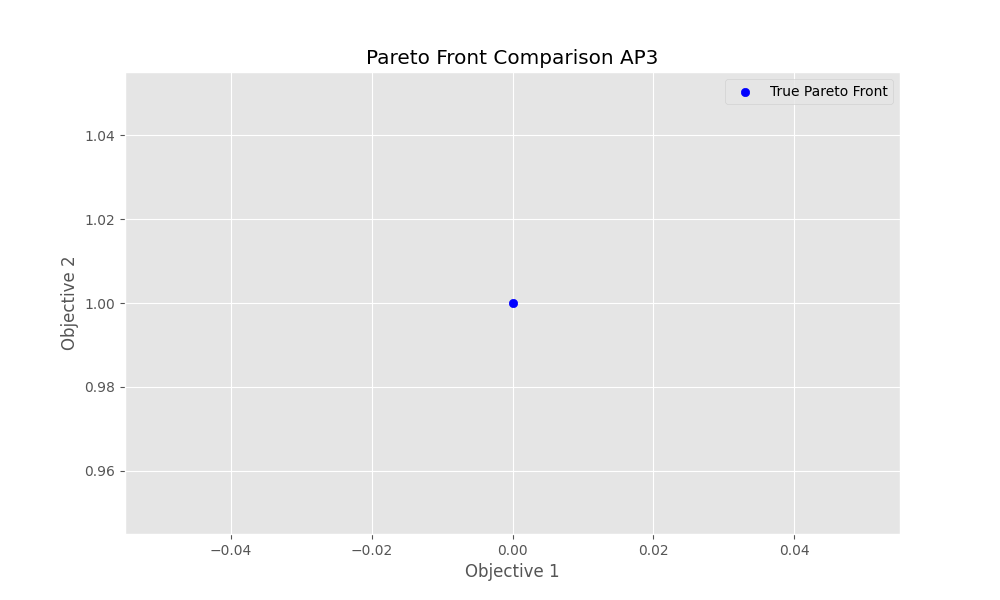 Pareto Front Comparison AP3
True Pareto Front
1.04
1.02
1.00
0.98
0.96
Objective 2
−0.04
−0.02
0.00
0.02
0.04
Objective 1